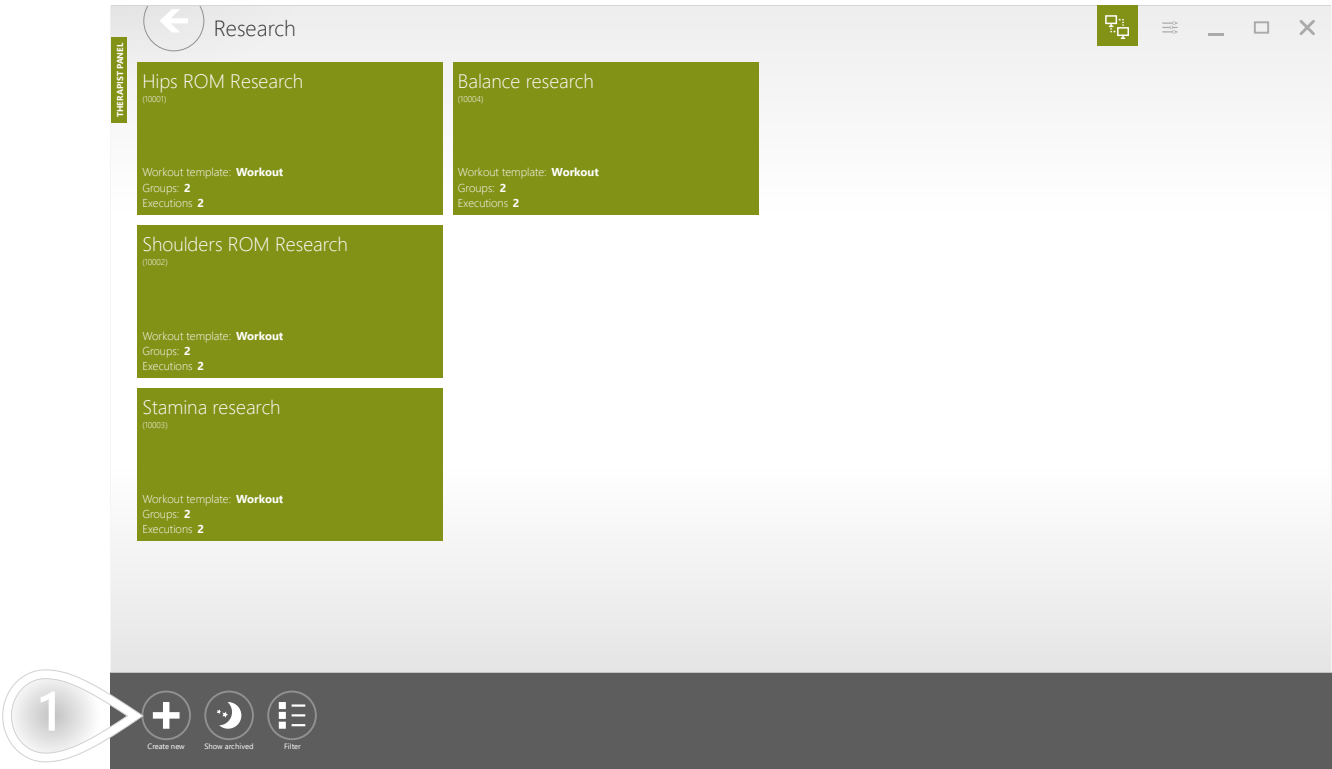 Research
THERAPIST PANEL
Hips ROM Research
(10001)
Workout template: Workout
Groups: 2
Executions 2
Balance research
(10004)
Workout template: Workout
Groups: 2
Executions 2
Shoulders ROM Research
(10002)
Workout template: Workout
Groups: 2
Executions 2
Stamina research
(10003)
Workout template: Workout
Groups: 2
Executions 2
1
Create new
Show archived
Filter